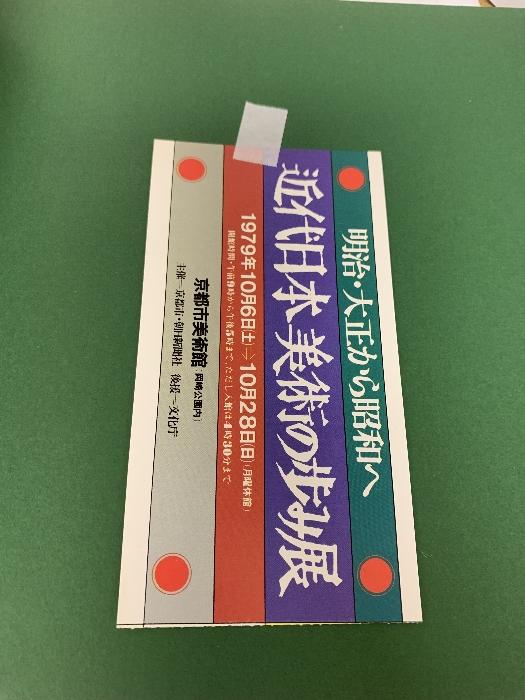 明治・大正から昭和へ
近代日本美術の歩み展
1979年10月6日(土)→10月28日(日)(月曜休館)
開館時間・午前9時から午後5時まで、ただし入館は4時30分まで
京都市美術館(岡崎公園内)
主催=京都市・朝日新聞社 後援=文化庁